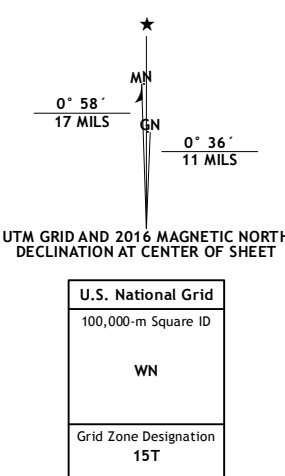 ★
MN
0° 58´
17 MILS
GN
0° 36´
11 MILS
UTM GRID AND 2016 MAGNETIC NORTH
DECLINATION AT CENTER OF SHEET
U.S. National Grid
100,000-m Square ID
WN
Grid Zone Designation
15T